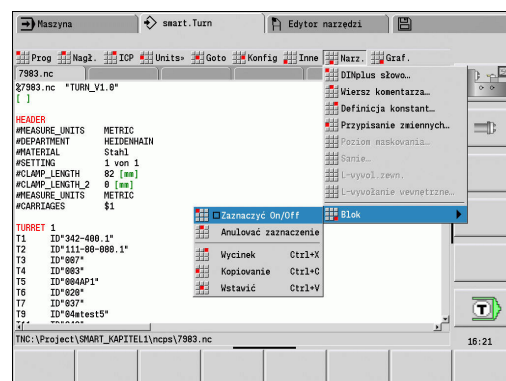 Maszyna
smart.Turn
Edytor narzędzi
Prog Nagł. ICP Units» Goto Konfig Inne Narz. Graf.
7983.nc
%7983.nc "TURN_V1.0"
[ ]
HEADER
#MEASURE_UNITS METRIC
#DEPARTMENT HEIDENHAIN
#MATERIAL Stahl
#SETTING 1 von 1
#CLAMP_LENGTH 82 [mm]
#CLAMP_LENGTH_2 0 [mm]
#MEASURE_UNITS METRIC
#CARRIAGES $1
TURRET 1
T1 ID"342-400.1"
T2 ID"111-80-080.1"
T3 ID"007"
T4 ID"003"
T5 ID"004AP1"
T6 ID"020"
T7 ID"037"
T9 ID"04mtest5"
DINplus słowo…
Wiersz komentarza…
Definicja konstant…
Przypisanie zmiennych…
Poziom maskowania…
Sanie…
L-wyvol.zewn.
L-wyvołanie wevnętrzne…
Blok
Zaznaczyć On/Off
Anulować zaznaczenie
Wycinek Ctrl+X
Kopiowanie Ctrl+C
Wstavić Ctrl+V
TNC:\Project\SMART_KAPITEL1\ncps\7983.nc
T
16:21